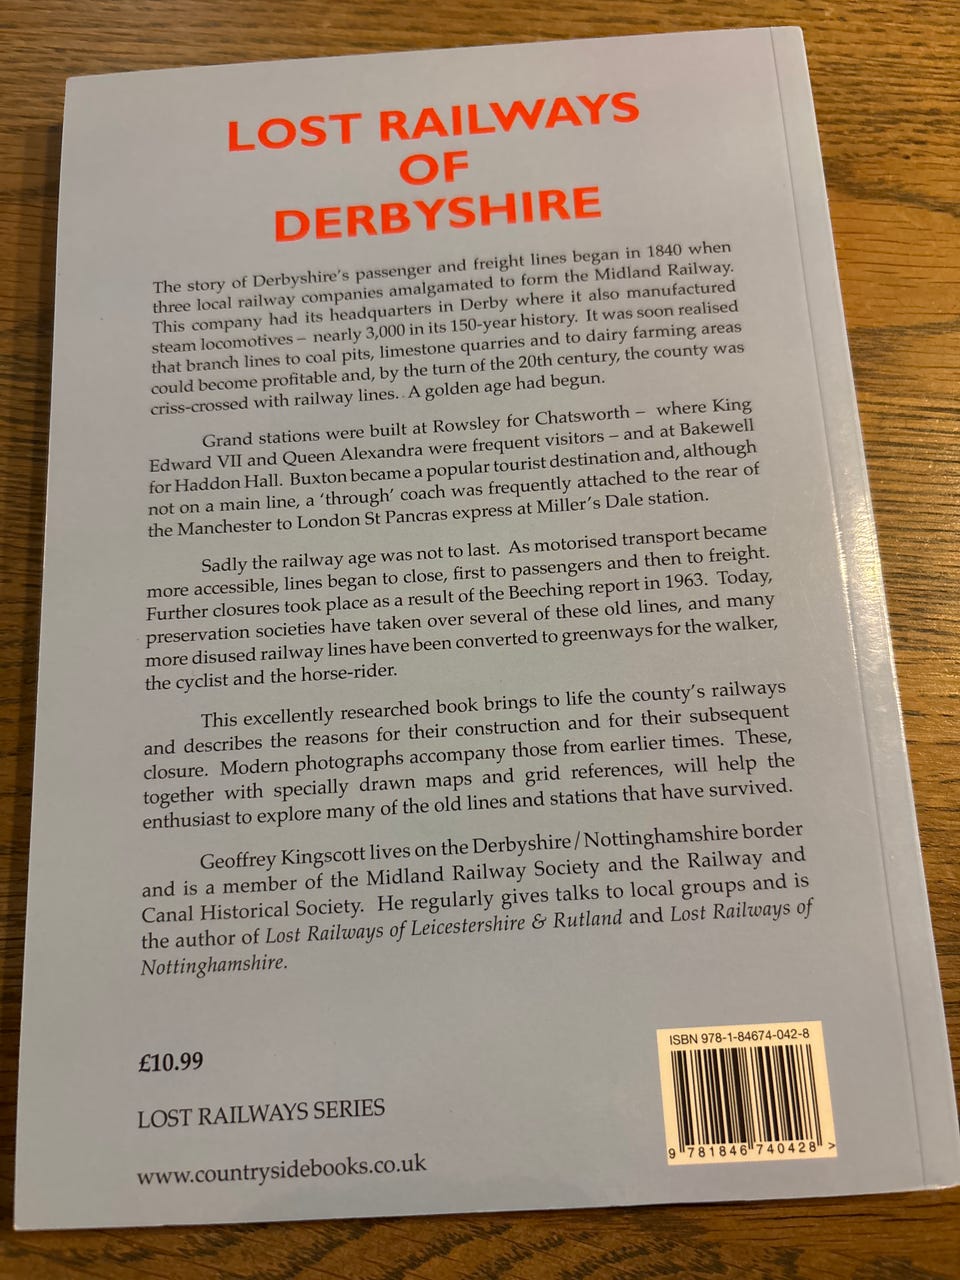 LOST RAILWAYS
OF
DERBYSHIRE
The story of Derbyshire's passenger and freight lines began in 1840 when
three local railway companies amalgamated to form the Midland Railway.
This company had its headquarters in Derby where it also manufactured
steam locomotives – nearly 3,000 in its 150-year history. It was soon realised
that branch lines to coal pits, limestone quarries and to dairy farming areas
could become profitable and, by the turn of the 20th century, the county was
criss-crossed with railway lines. A golden age had begun.
Grand stations were built at Rowsley for Chatsworth – where King
Edward VII and Queen Alexandra were frequent visitors – and at Bakewell
for Haddon Hall. Buxton became a popular tourist destination and, although
not on a main line, a 'through' coach was frequently attached to the rear of
the Manchester to London St Pancras express at Miller's Dale station.
Sadly the railway age was not to last. As motorised transport became
more accessible, lines began to close, first to passengers and then to freight.
Further closures took place as a result of the Beeching report in 1963. Today,
preservation societies have taken over several of these old lines, and many
more disused railway lines have been converted to greenways for the walker,
the cyclist and the horse-rider.
This excellently researched book brings to life the county's railways
and describes the reasons for their construction and for their subsequent
closure. Modern photographs accompany those from earlier times. These,
together with specially drawn maps and grid references, will help the
enthusiast to explore many of the old lines and stations that have survived.
Geoffrey Kingscott lives on the Derbyshire/Nottinghamshire border
and is a member of the Midland Railway Society and the Railway and
Canal Historical Society. He regularly gives talks to local groups and is
the author of Lost Railways of Leicestershire & Rutland and Lost Railways of
Nottinghamshire.
£10.99
LOST RAILWAYS SERIES
www.countrysidebooks.co.uk
ISBN 978-1-84674-042-8
9 781846 740428 >